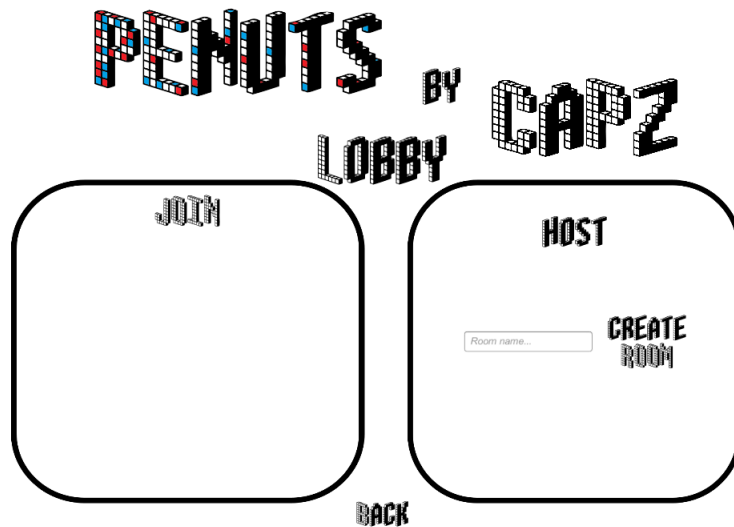 PENUTS
BY
CAPZ
LOBBY
JOIN
HOST
Room name...
CREATE
ROOM
BACK